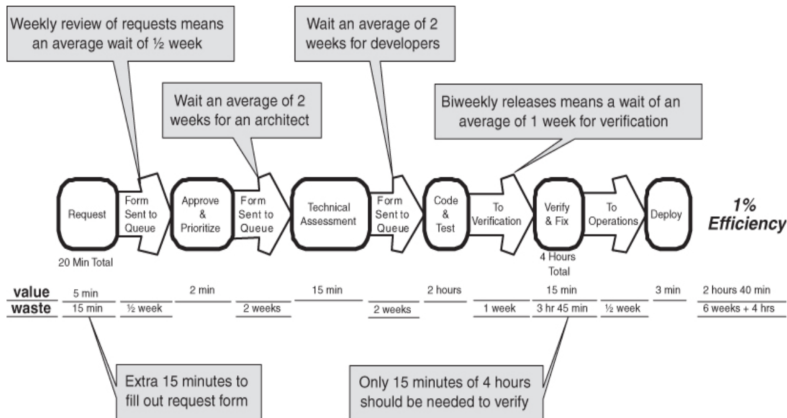 Weekly review of requests means
an average wait of ½ week
Wait an average of 2
weeks for developers
Wait an average of 2
weeks for an architect
Biweekly releases means a wait of an
average of 1 week for verification
Request
Form
Sent to
Queue
Approve
&
Prioritize
Form
Sent to
Queue
Technical
Assessment
Form
Sent to
Queue
Code
&
Test
To
Verification
Verify
& Fix
To
Operations
Deploy
1%
Efficiency
20 Min Total
4 Hours
Total
value 5 min 2 min 15 min 2 hours 15 min 3 min 2 hours 40 min
waste 15 min ½ week 2 weeks 2 weeks 1 week 3 hr 45 min ½ week 6 weeks + 4 hrs
Extra 15 minutes to
fill out request form
Only 15 minutes of 4 hours
should be needed to verify